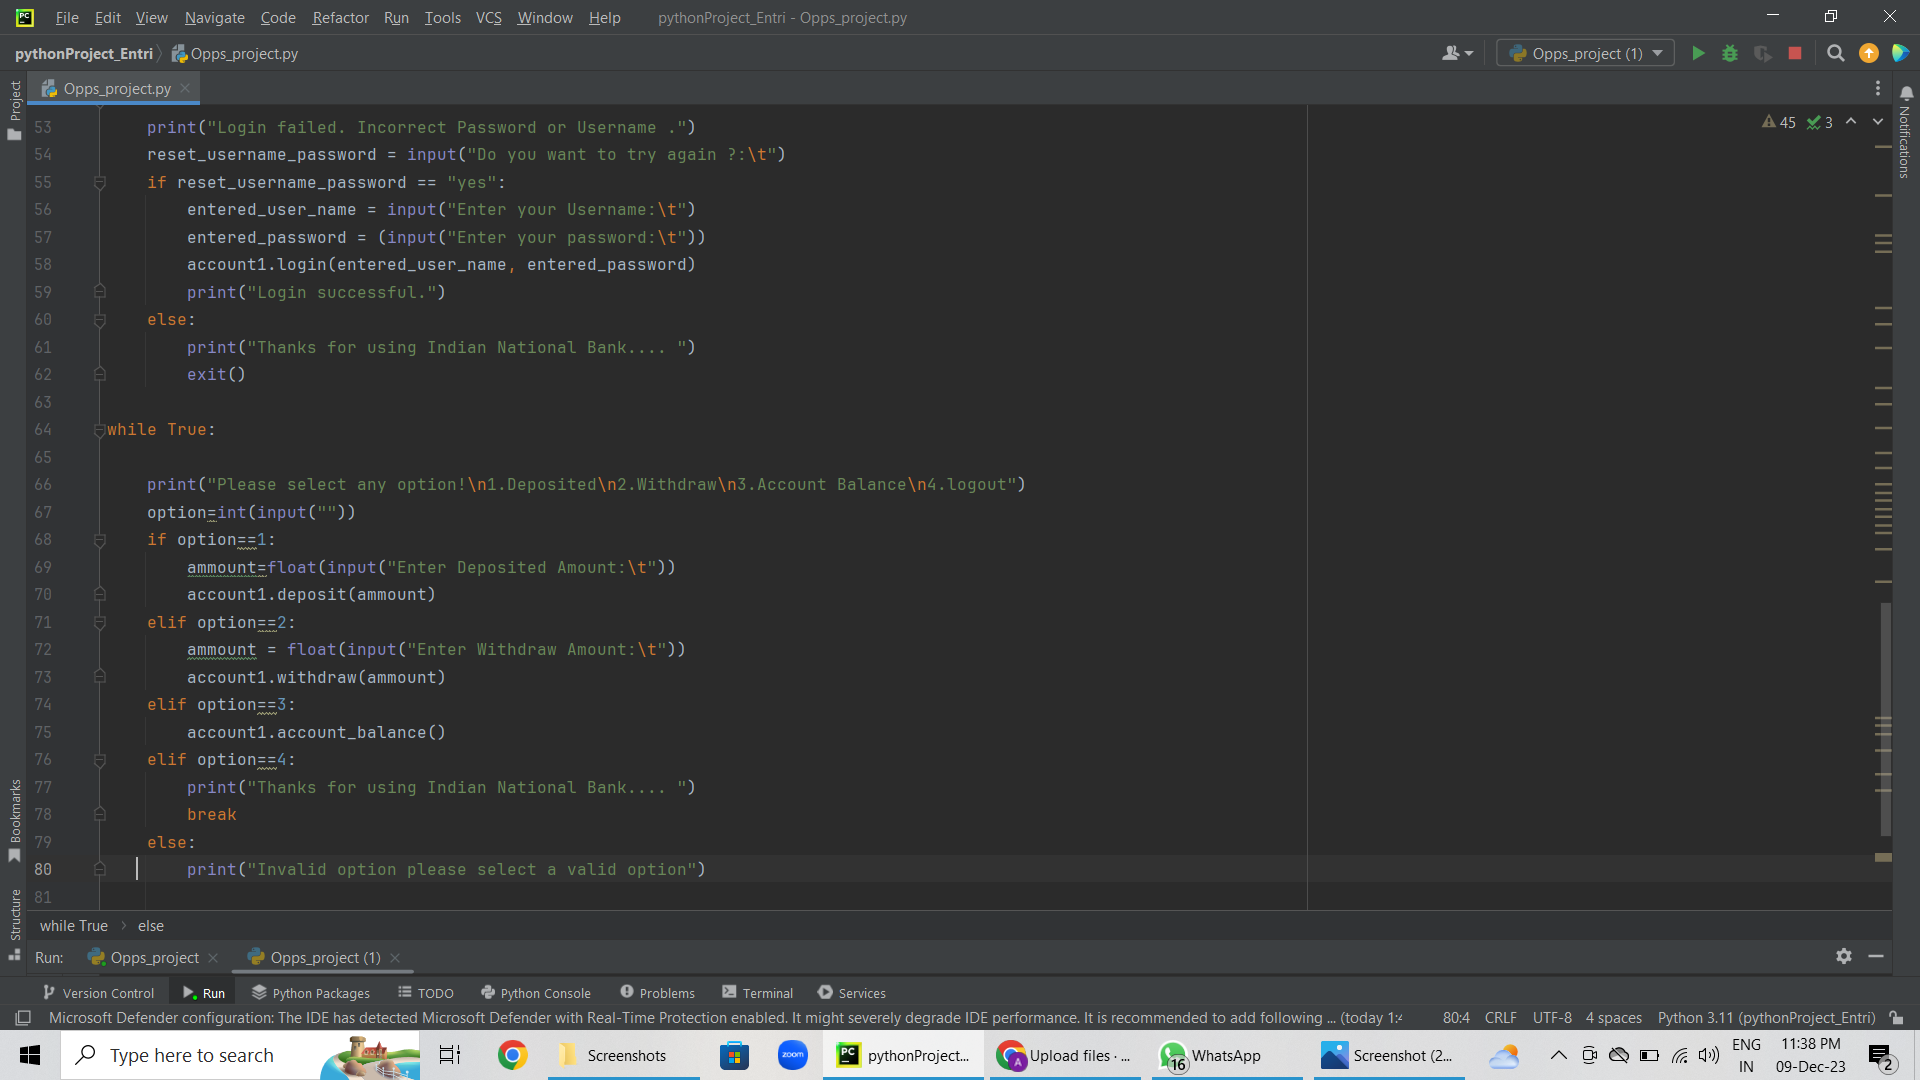 PC File Edit View Navigate Code Refactor Run Tools VCS Window Help pythonProject_Entri - Opps_project.py
pythonProject_Entri Opps_project.py Opps_project (1)
Project Opps_project.py Notifications
45 3
53 print("Login failed. Incorrect Password or Username .")
54 reset_username_password = input("Do you want to try again ?:\t")
55 if reset_username_password == "yes":
56 entered_user_name = input("Enter your Username:\t")
57 entered_password = (input("Enter your password:\t"))
58 account1.login(entered_user_name, entered_password)
59 print("Login successful.")
60 else:
61 print("Thanks for using Indian National Bank.... ")
62 exit()
63
64 while True:
65
66 print("Please select any option!\n1.Deposited\n2.Withdraw\n3.Account Balance\n4.logout")
67 option=int(input(""))
68 if option==1:
69 ammount=float(input("Enter Deposited Amount:\t"))
70 account1.deposit(ammount)
71 elif option==2:
72 ammount = float(input("Enter Withdraw Amount:\t"))
73 account1.withdraw(ammount)
74 elif option==3:
75 account1.account_balance()
76 elif option==4:
77 print("Thanks for using Indian National Bank.... ")
78 break
79 else:
80 print("Invalid option please select a valid option")
81
Bookmarks
Structure
while True else
Run: Opps_project Opps_project (1)
Version Control Run Python Packages TODO Python Console Problems Terminal Services
Microsoft Defender configuration: The IDE has detected Microsoft Defender with Real-Time Protection enabled. It might severely degrade IDE performance. It is recommended to add following ... (today 1:4 80:4 CRLF UTF-8 4 spaces Python 3.11 (pythonProject_Entri)
Type here to search Screenshots zoom PC pythonProject... A Upload files · ... 16 WhatsApp Screenshot (2... ENG 11:38 PM
IN 09-Dec-23 2